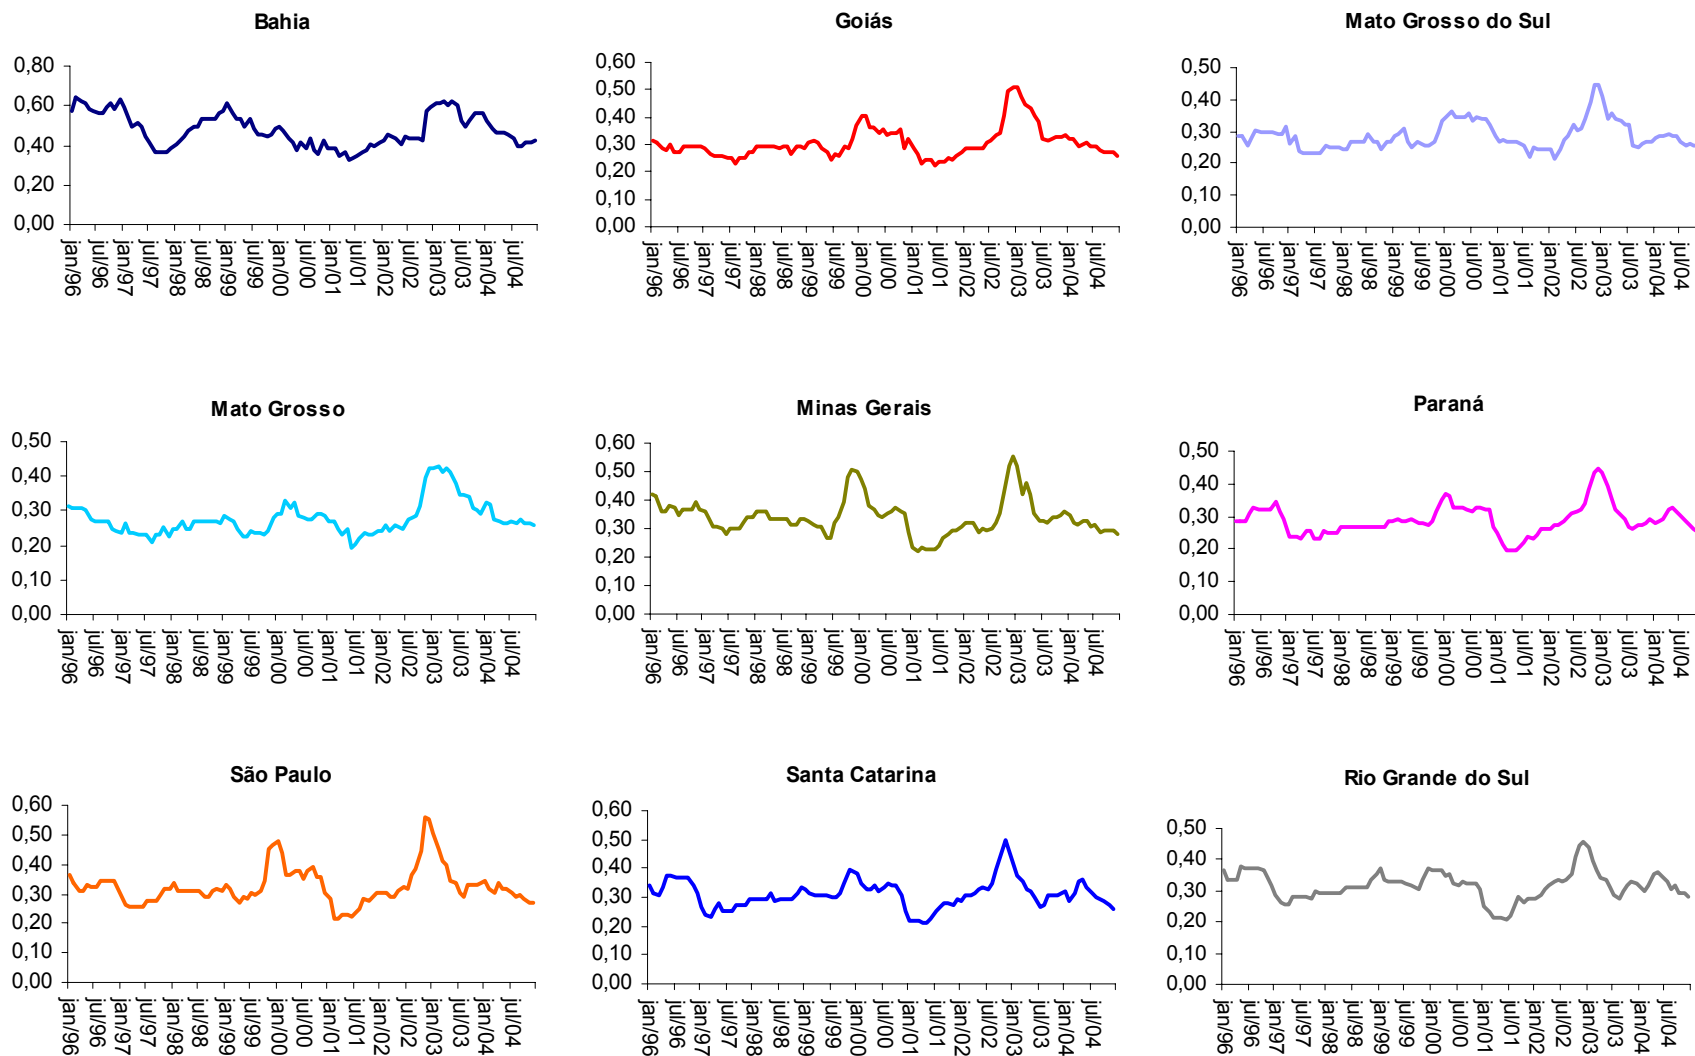 Bahia
0,80
0,60
0,40
0,20
0,00
jan/96
jul/96
jan/97
jul/97
jan/98
jul/98
jan/99
jul/99
jan/00
jul/00
jan/01
jul/01
jan/02
jul/02
jan/03
jul/03
jan/04
jul/04
Goiás
0,60
0,50
0,40
0,30
0,20
0,10
0,00
jan/96
jul/96
jan/97
jul/97
jan/98
jul/98
jan/99
jul/99
jan/00
jul/00
jan/01
jul/01
jan/02
jul/02
jan/03
jul/03
jan/04
jul/04
Mato Grosso do Sul
0,50
0,40
0,30
0,20
0,10
0,00
jan/96
jul/96
jan/97
jul/97
jan/98
jul/98
jan/99
jul/99
jan/00
jul/00
jan/01
jul/01
jan/02
jul/02
jan/03
jul/03
jan/04
jul/04
Mato Grosso
0,50
0,40
0,30
0,20
0,10
0,00
jan/96
jul/96
jan/97
jul/97
jan/98
jul/98
jan/99
jul/99
jan/00
jul/00
jan/01
jul/01
jan/02
jul/02
jan/03
jul/03
jan/04
jul/04
Minas Gerais
0,60
0,50
0,40
0,30
0,20
0,10
0,00
jan/96
jul/96
jan/97
jul/97
jan/98
jul/98
jan/99
jul/99
jan/00
jul/00
jan/01
jul/01
jan/02
jul/02
jan/03
jul/03
jan/04
jul/04
Paraná
0,50
0,40
0,30
0,20
0,10
0,00
jan/96
jul/96
jan/97
jul/97
jan/98
jul/98
jan/99
jul/99
jan/00
jul/00
jan/01
jul/01
jan/02
jul/02
jan/03
jul/03
jan/04
jul/04
São Paulo
0,60
0,50
0,40
0,30
0,20
0,10
0,00
jan/96
jul/96
jan/97
jul/97
jan/98
jul/98
jan/99
jul/99
jan/00
jul/00
jan/01
jul/01
jan/02
jul/02
jan/03
jul/03
jan/04
jul/04
Santa Catarina
0,60
0,50
0,40
0,30
0,20
0,10
0,00
jan/96
jul/96
jan/97
jul/97
jan/98
jul/98
jan/99
jul/99
jan/00
jul/00
jan/01
jul/01
jan/02
jul/02
jan/03
jul/03
jan/04
jul/04
Rio Grande do Sul
0,50
0,40
0,30
0,20
0,10
0,00
jan/96
jul/96
jan/97
jul/97
jan/98
jul/98
jan/99
jul/99
jan/00
jul/00
jan/01
jul/01
jan/02
jul/02
jan/03
jul/03
jan/04
jul/04